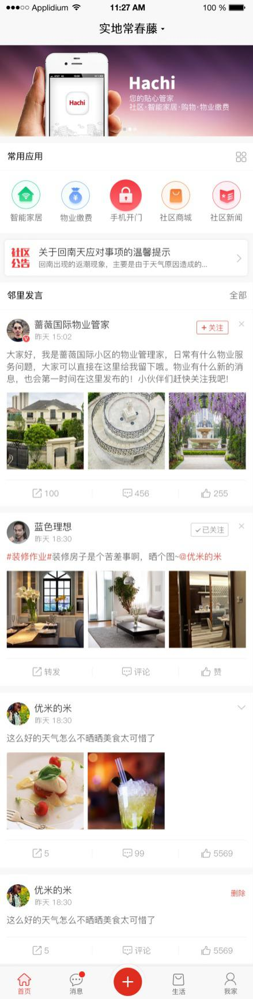 Applidium 11:27 AM 100 %
实地常春藤
Hachi
Hachi
您的贴心管家
社区·智能家居·购物·物业缴费
常用应用
智能家居 物业缴费 手机开门 社区商城 社区新闻
社区公告
关于回南天应对事项的温馨提示
回南出现的返潮现象，主要是由于天气原因造成的...
邻里发言 全部
蔷薇国际物业管家
+ 关注
昨天 15:02
大家好，我是蔷薇国际小区的物业管理家，日常有什么物业服
务问题，大家可以直接在这里给我留下哦。物业有什么新的消
息，也会第一时间在这里发布的！小伙伴们赶快关注我吧！
100 456 255
蓝色理想
已关注
昨天 18:30
#装修作业#装修房子是个苦差事啊，晒个图~@优米的米
转发 评论 赞
优米的米
昨天 18:30
这么好的天气怎么不晒晒美食太可惜了
5 99 5569
优米的米
删除
昨天 18:30
这么好的天气怎么不晒晒美食太可惜了
5 评论 5569
首页 消息 生活 我家